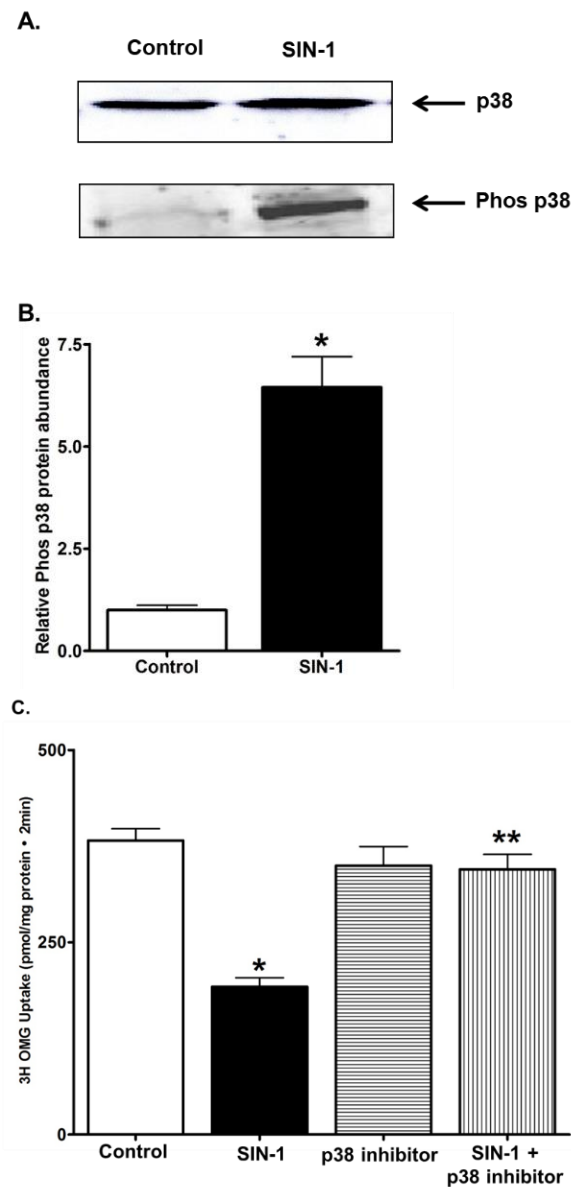 A.
Control SIN-1
p38
Phos p38
B.
Relative Phos p38 protein abundance
7.5
*
5.0
2.5
0.0
Control SIN-1
C.
3H OMG Uptake (pmol/mg protein • 2min)
500
**
250
*
0
Control SIN-1 p38 inhibitor SIN-1 +
p38 inhibitor